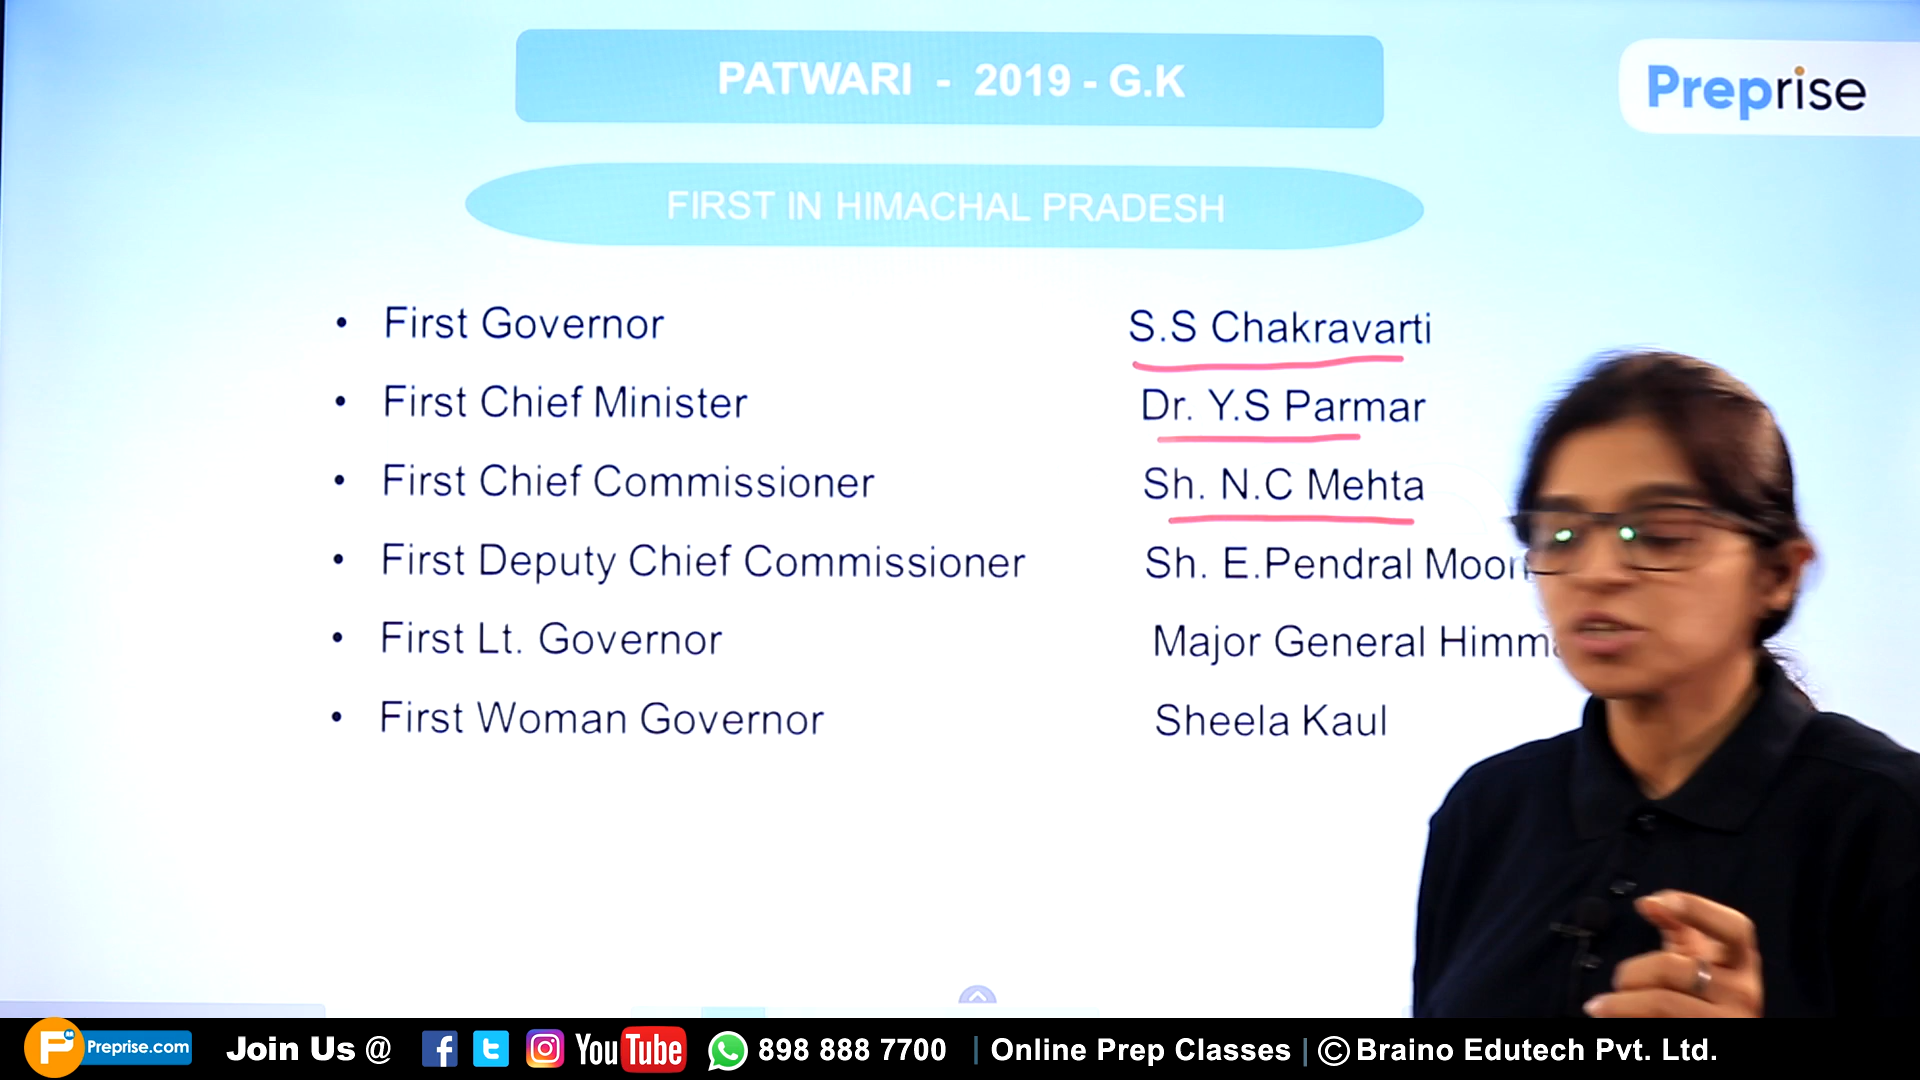 PATWARI - 2019 - G.K
Preprise
FIRST IN HIMACHAL PRADESH
• First Governor S.S Chakravarti
• First Chief Minister Dr. Y.S Parmar
• First Chief Commissioner Sh. N.C Mehta
• First Deputy Chief Commissioner Sh. E.Pendral Moon
• First Lt. Governor Major General
• First Woman Governor Sheela Kaul
Preprise.com Join Us @ YouTube 898 888 7700 | Online Prep Classes | © Braino Edutech Pvt. Ltd.